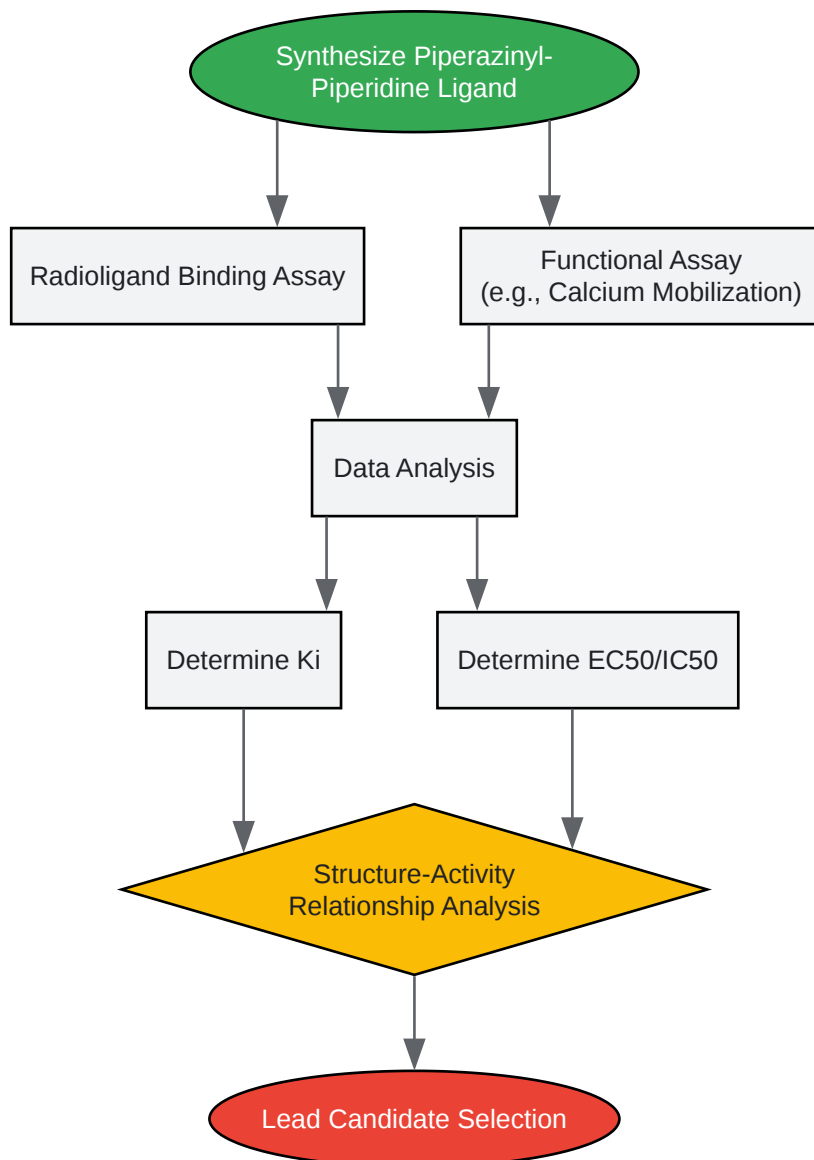 Synthesize Piperazinyl-
Piperidine Ligand
Radioligand Binding Assay
Functional Assay
(e.g., Calcium Mobilization)
Data Analysis
Determine Ki
Determine EC50/IC50
Structure-Activity
Relationship Analysis
Lead Candidate Selection